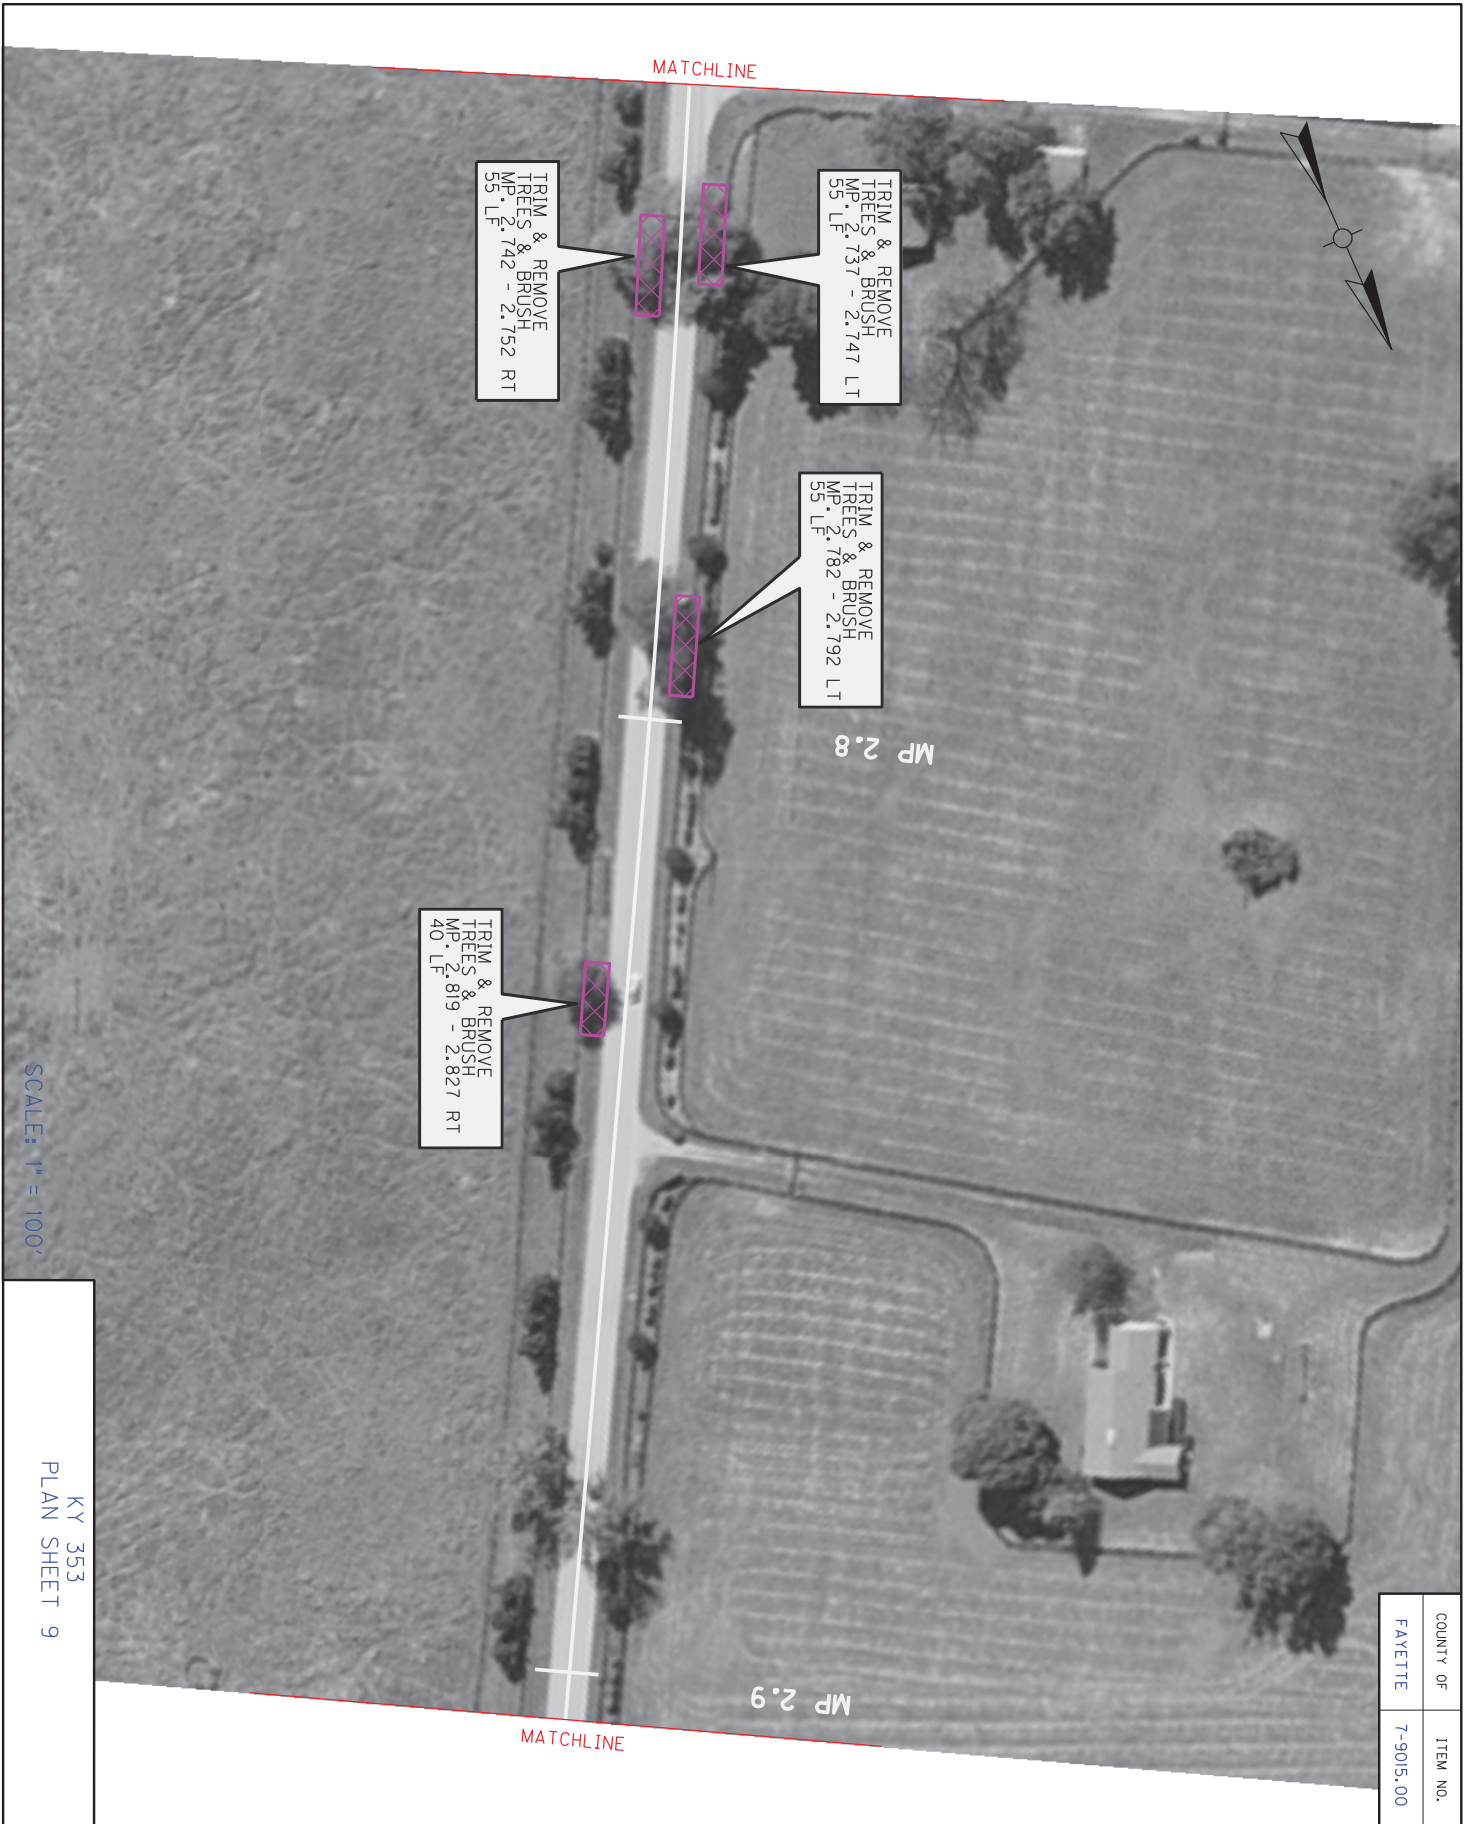 COUNTY OF
ITEM NO.
FAYETTE
7-9015.00
MATCHLINE
TRIM & REMOVE
TREES & BRUSH
MP. 2.737 - 2.747 LT
55 LF
TRIM & REMOVE
TREES & BRUSH
MP. 2.742 - 2.752 RT
55 LF
TRIM & REMOVE
TREES & BRUSH
MP. 2.782 - 2.792 LT
55 LF
MP 2.8
TRIM & REMOVE
TREES & BRUSH
MP. 2.819 - 2.827 RT
40 LF
MP 2.9
MATCHLINE
SCALE: 1" = 100'
KY 353
PLAN SHEET 9